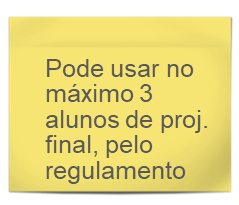 Pode usar no
máximo 3
alunos de proj.
final, pelo
regulamento